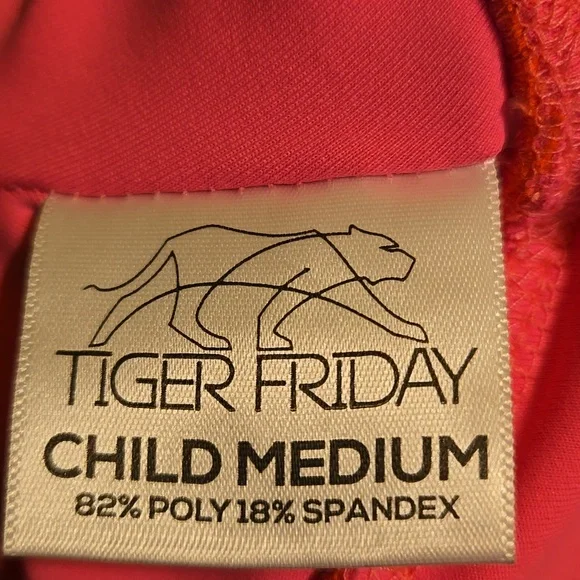 TIGER FRIDAY
CHILD MEDIUM
82% POLY 18% SPANDEX